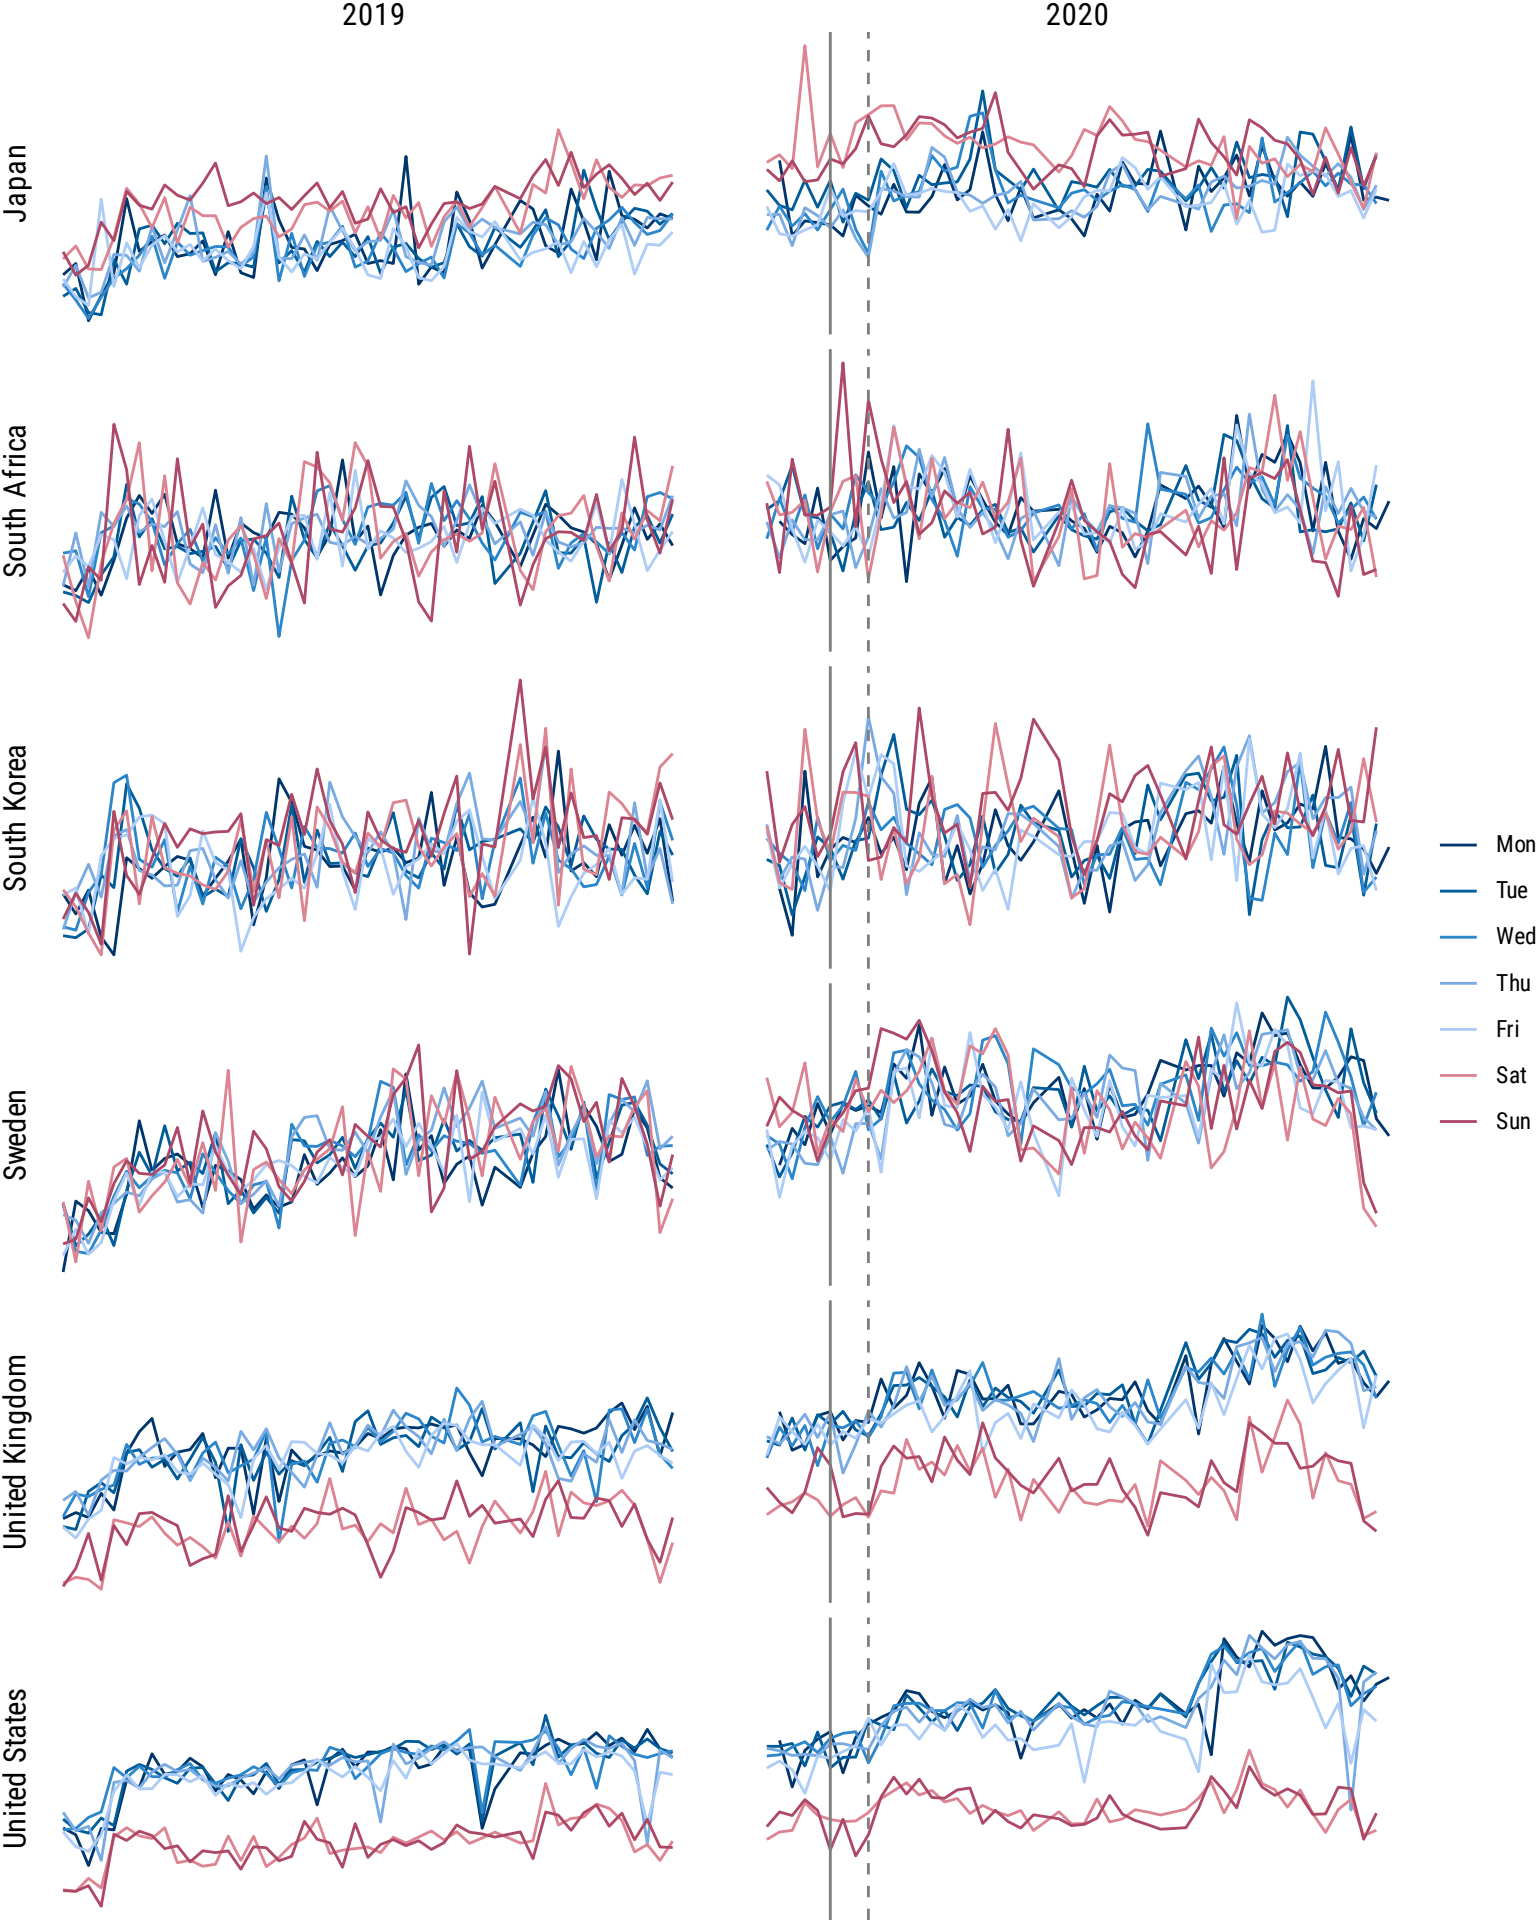 2019
2020
Japan
South Africa
South Korea
Sweden
United Kingdom
United States
Mon
Tue
Wed
Thu
Fri
Sat
Sun